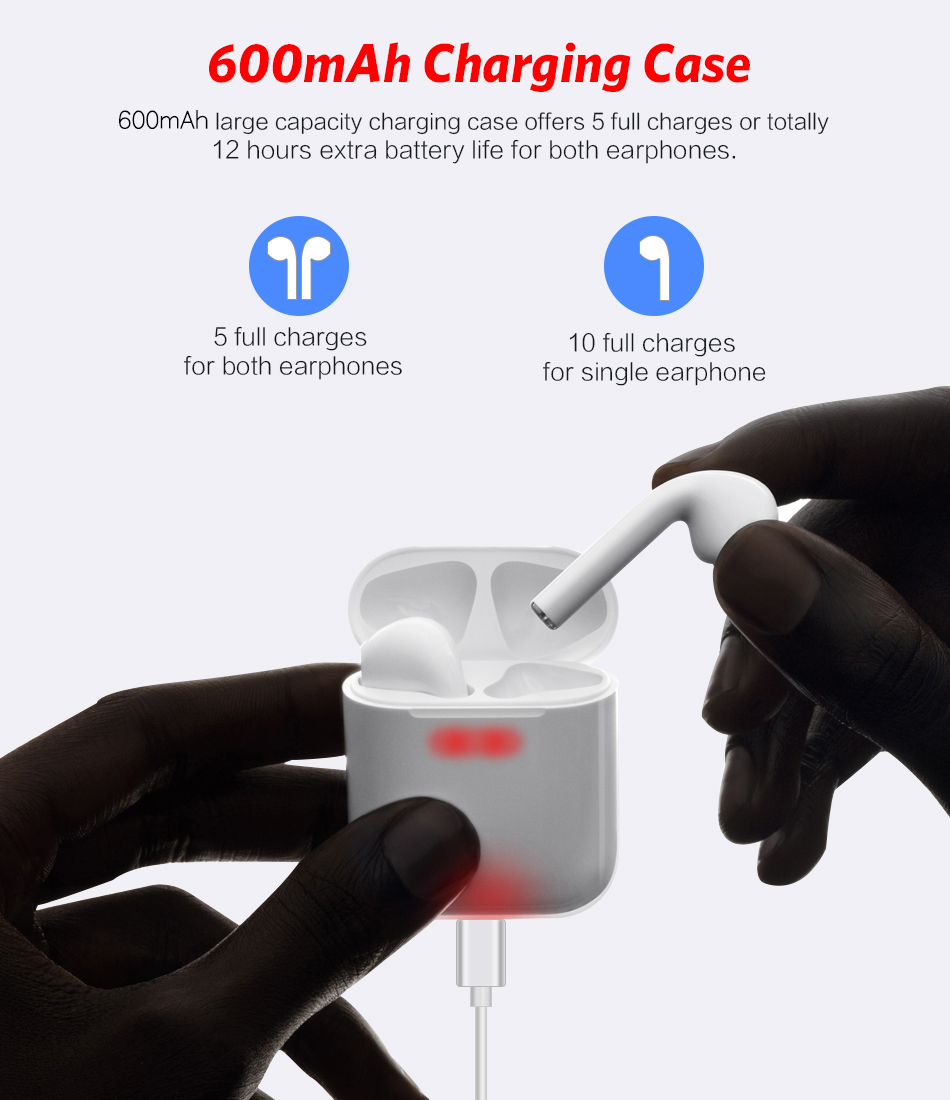 600mAh Charging Case
600mAh large capacity charging case offers 5 full charges or totally
12 hours extra battery life for both earphones.
5 full charges
for both earphones
10 full charges
for single earphone